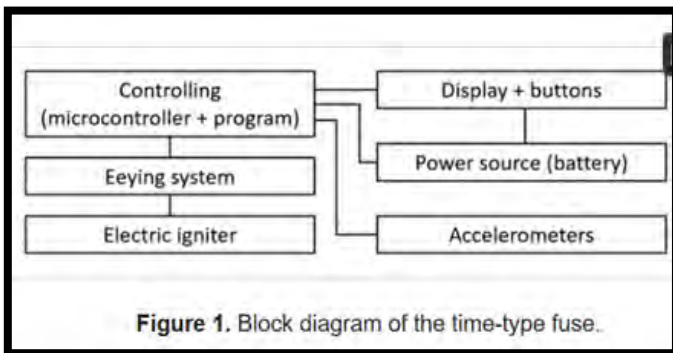 Controlling
(microcontroller + program)
Display + buttons
Eeying system
Power source (battery)
Electric igniter
Accelerometers
Figure 1. Block diagram of the time-type fuse.